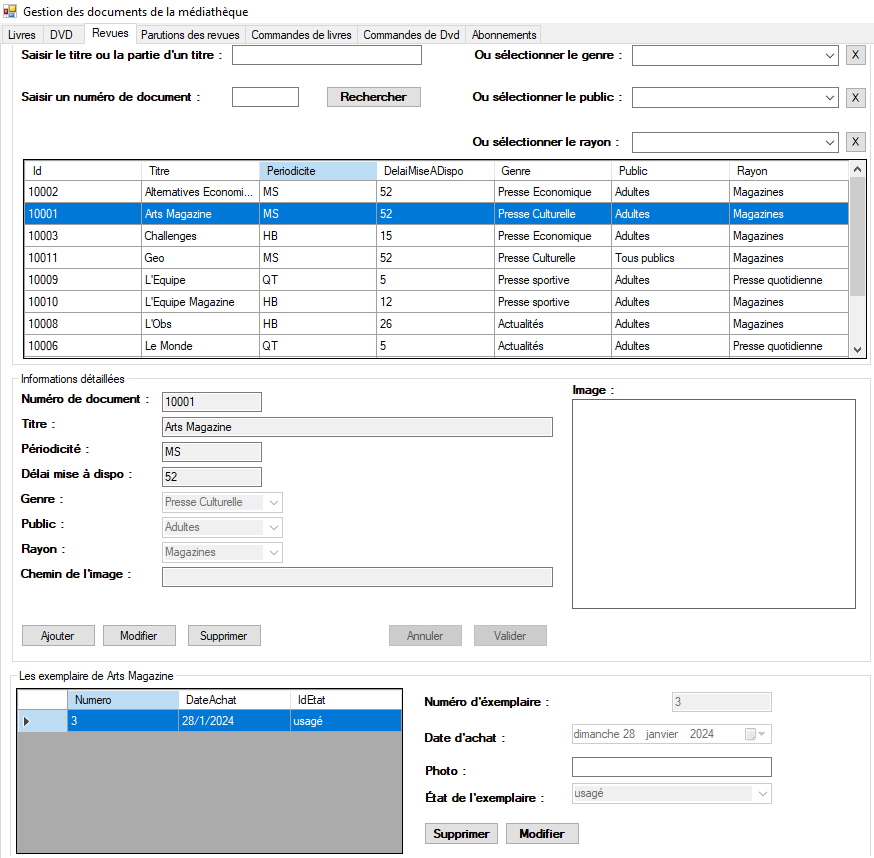 Gestion des documents de la médiathèque
Livres DVD Revues Parutions des revues Commandes de livres Commandes de Dvd Abonnements
Saisir le titre ou la partie d'un titre : Ou sélectionner le genre : X
Saisir un numéro de document : Rechercher Ou sélectionner le public : X
Ou sélectionner le rayon : X
Id Titre Periodicite DelaiMiseADispo Genre Public Rayon
10002 Alternatives Economi... MS 52 Presse Economique Adultes Magazines
10001 Arts Magazine MS 52 Presse Culturelle Adultes Magazines
10003 Challenges HB 15 Presse Economique Adultes Magazines
10011 Geo MS 52 Presse Culturelle Tous publics Magazines
10009 L'Equipe QT 5 Presse sportive Adultes Presse quotidienne
10010 L'Equipe Magazine HB 12 Presse sportive Adultes Magazines
10008 L'Obs HB 26 Actualités Adultes Magazines
10006 Le Monde QT 5 Actualités Adultes Presse quotidienne
Informations détaillées
Numéro de document : 10001 Image :
Titre : Arts Magazine
Périodicité : MS
Délai mise à dispo : 52
Genre : Presse Culturelle
Public : Adultes
Rayon : Magazines
Chemin de l'image :
Ajouter Modifier Supprimer Annuler Valider
Les exemplaire de Arts Magazine
Numero DateAchat IdEtat
3 28/1/2024 usagé
Numéro d'éxemplaire : 3
Date d'achat : dimanche 28 janvier 2024
Photo :
État de l'exemplaire : usagé
Supprimer Modifier